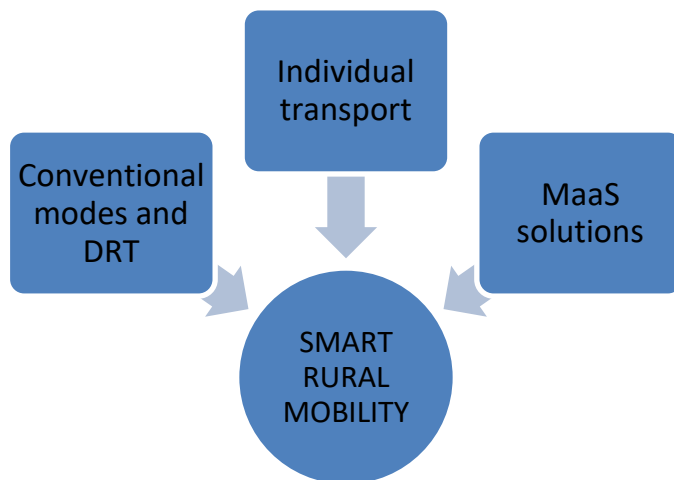 Individual
transport
Conventional
modes and
DRT
MaaS
solutions
SMART
RURAL
MOBILITY